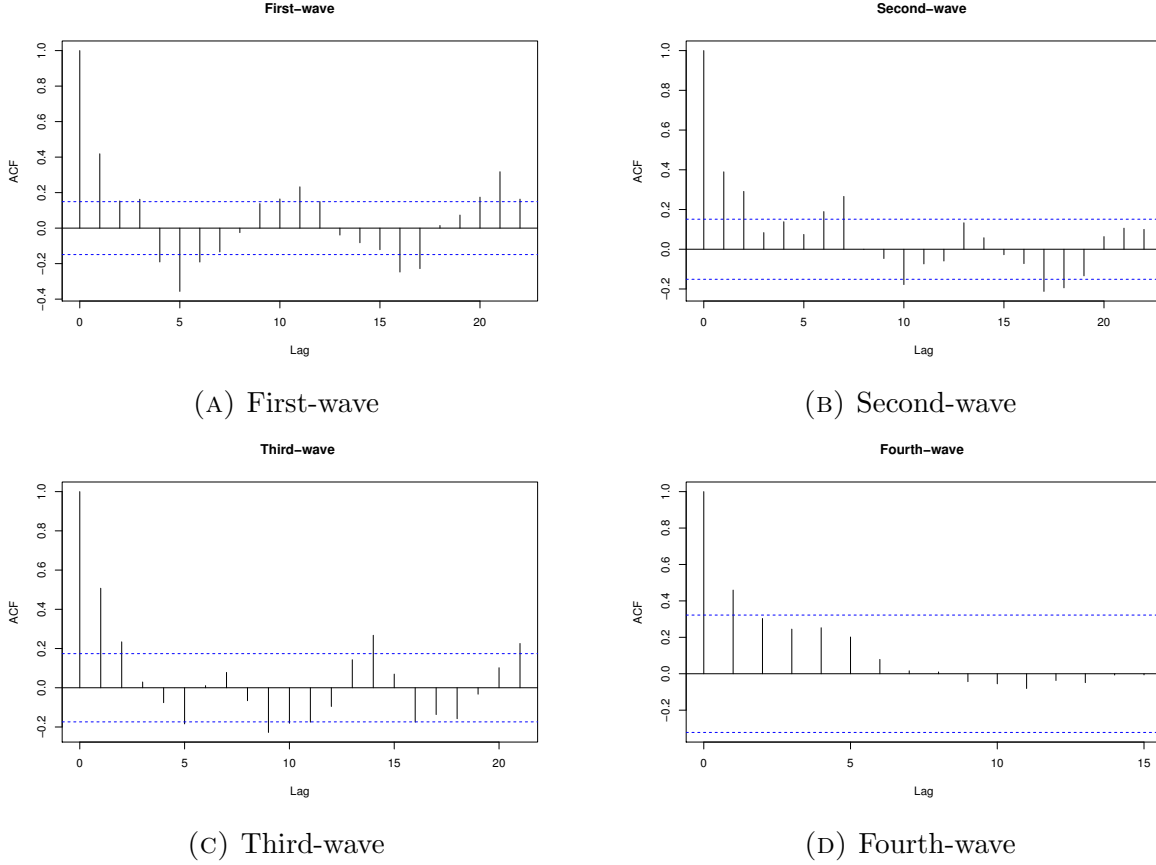 First−wave
ACF
1.0
0.8
0.6
0.4
0.2
0.0
−0.2
−0.4
0 5 10 15 20
Lag
(A) First-wave
Second−wave
ACF
1.0
0.8
0.6
0.4
0.2
0.0
−0.2
0 5 10 15 20
Lag
(B) Second-wave
Third−wave
ACF
1.0
0.8
0.6
0.4
0.2
0.0
−0.2
0 5 10 15 20
Lag
(C) Third-wave
Fourth−wave
ACF
1.0
0.8
0.6
0.4
0.2
0.0
−0.2
0 5 10 15
Lag
(D) Fourth-wave